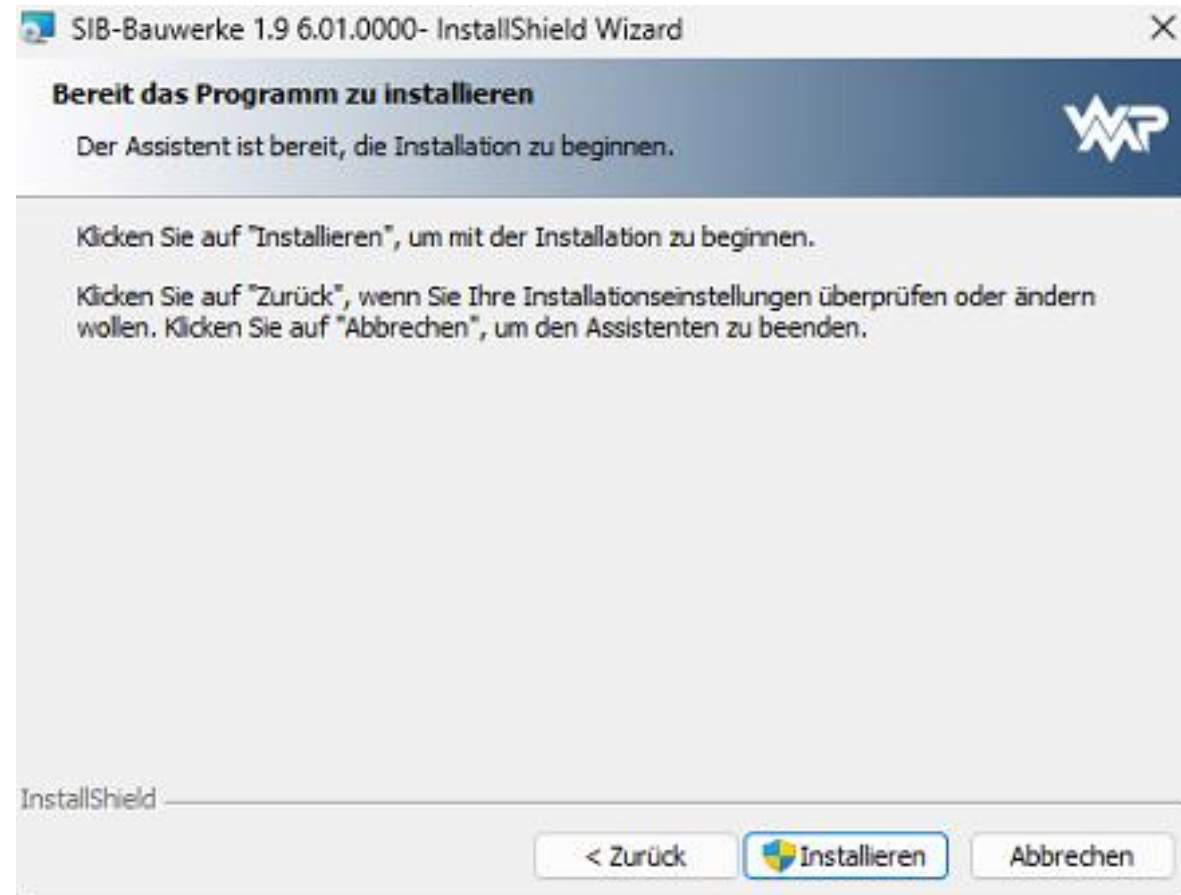 SIB-Bauwerke 1.9 6.01.0000- InstallShield Wizard
Bereit das Programm zu installieren
Der Assistent ist bereit, die Installation zu beginnen.
WMP
Klicken Sie auf "Installieren", um mit der Installation zu beginnen.
Klicken Sie auf "Zurück", wenn Sie Ihre Installationseinstellungen überprüfen oder ändern
wollen. Klicken Sie auf "Abbrechen", um den Assistenten zu beenden.
InstallShield
< Zurück
Installieren
Abbrechen